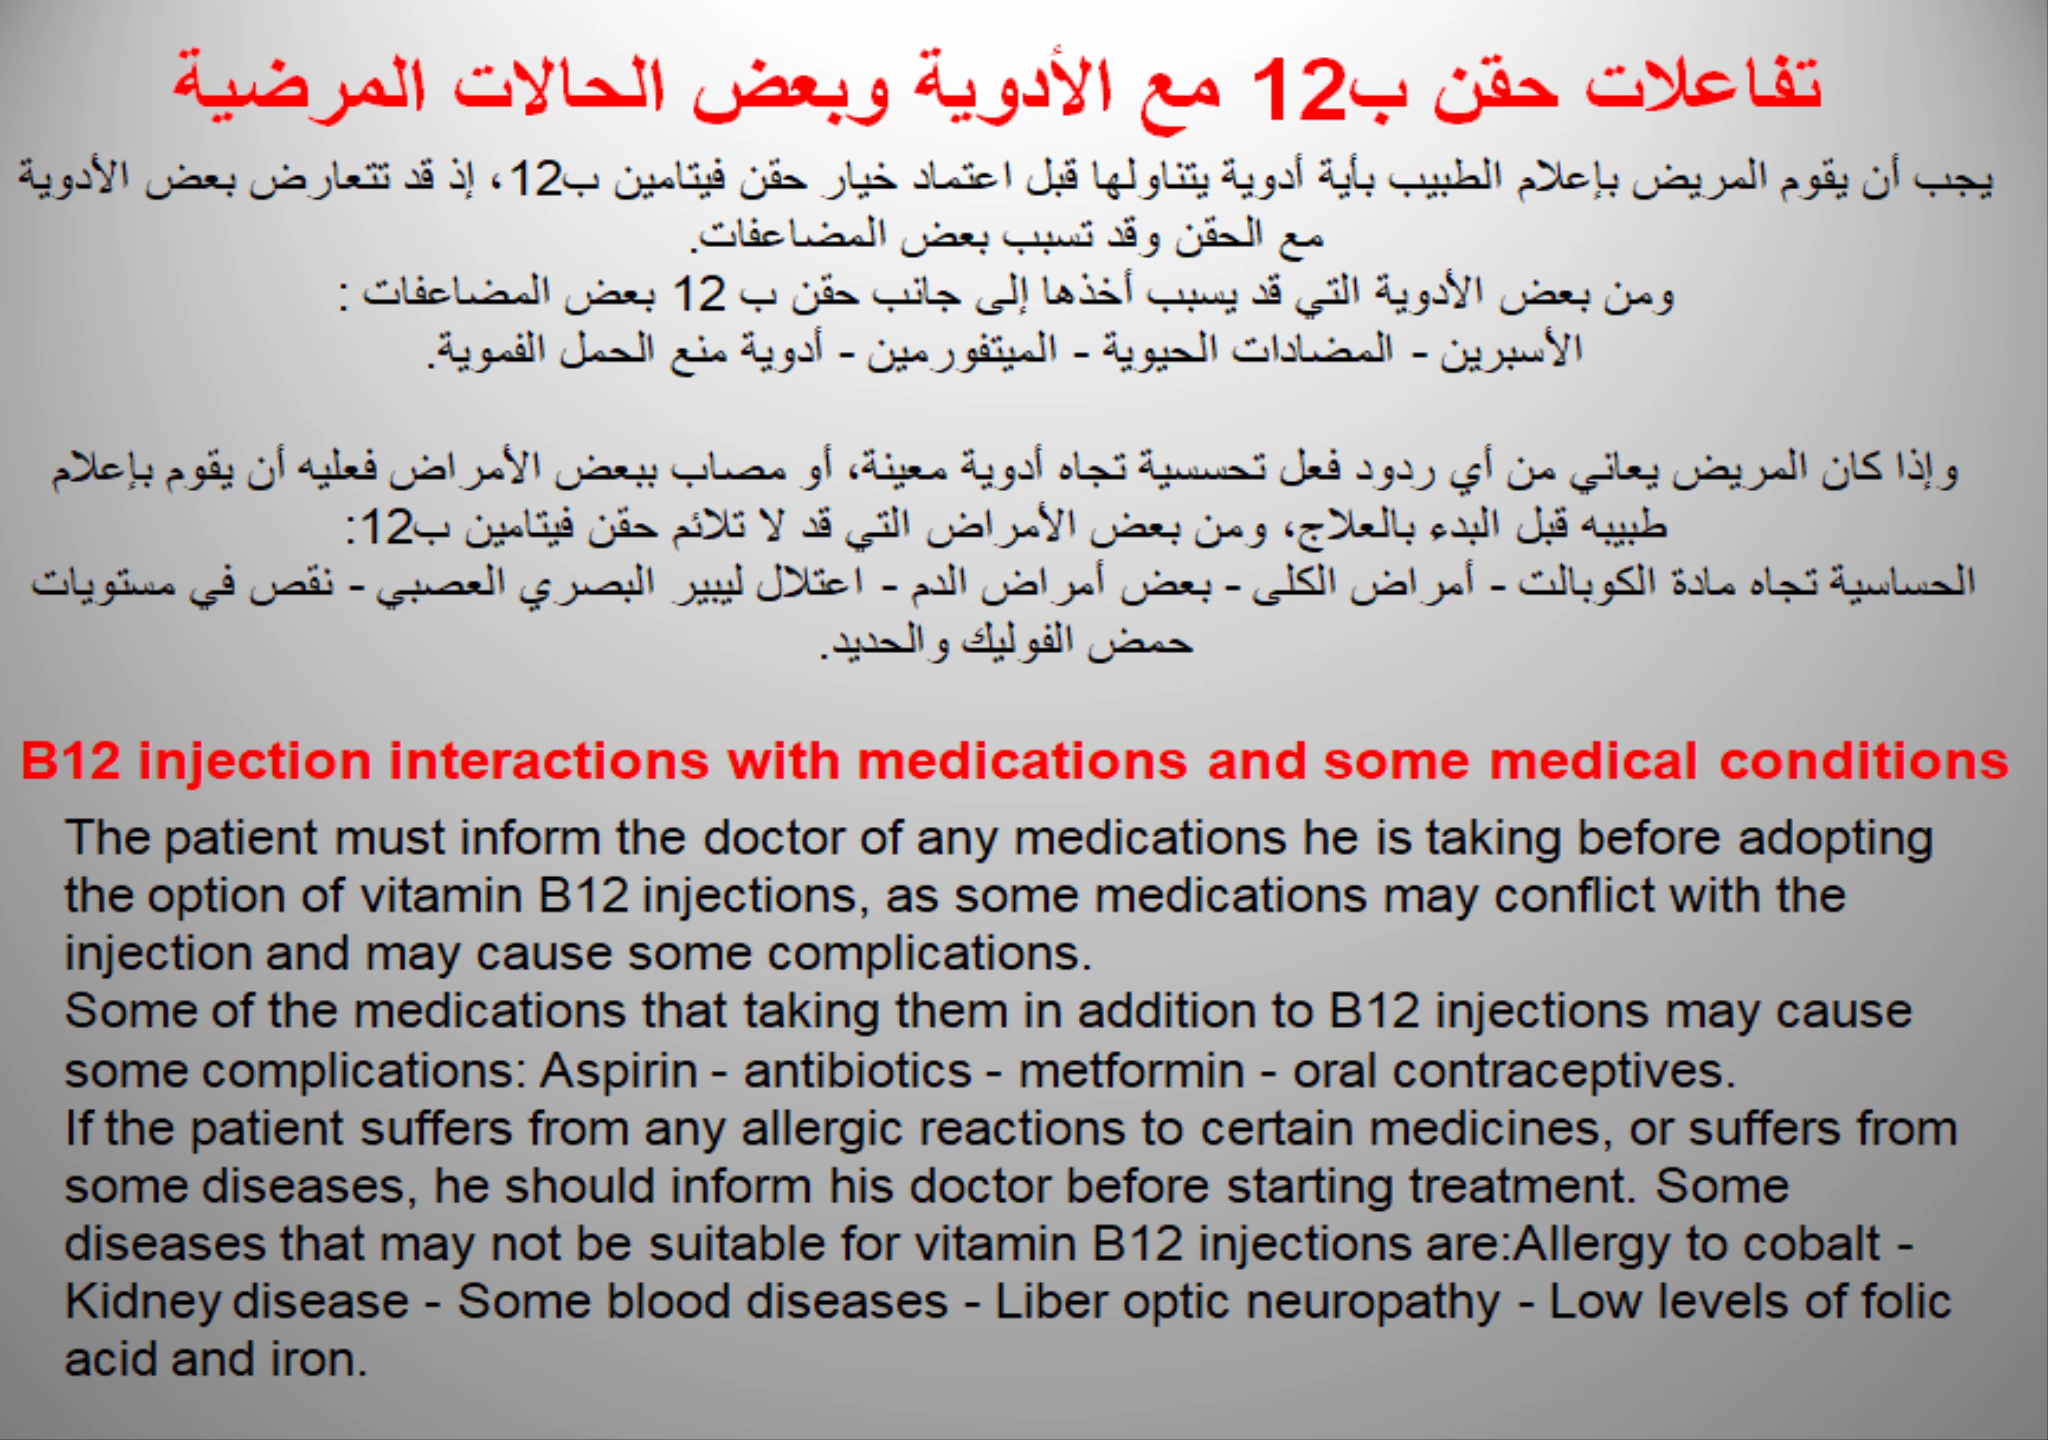 تفاعلات حقن ب12 مع الأدوية وبعض الحالات المرضية
يجب أن يقوم المريض بإعلام الطبيب بأية أدوية يتناولها قبل اعتماد خيار حقن فيتامين ب12، إذ قد تتعارض بعض الأدوية
مع الحقن وقد تسبب بعض المضاعفات.
ومن بعض الأدوية التي قد يسبب أخذها إلى جانب حقن ب 12 بعض المضاعفات :
الأسبرين - المضادات الحيوية - الميتفورمين - أدوية منع الحمل الفموية.
وإذا كان المريض يعاني من أي ردود فعل تحسسية تجاه أدوية معينة، أو مصاب ببعض الأمراض فعليه أن يقوم بإعلام
طبيبه قبل البدء بالعلاج، ومن بعض الأمراض التي قد لا تلائم حقن فيتامين ب12:
الحساسية تجاه مادة الكوبالت - أمراض الكلى - بعض أمراض الدم - اعتلال ليبير البصري العصبي - نقص في مستويات
حمض الفوليك والحديد.
B12 injection interactions with medications and some medical conditions
The patient must inform the doctor of any medications he is taking before adopting
the option of vitamin B12 injections, as some medications may conflict with the
injection and may cause some complications.
Some of the medications that taking them in addition to B12 injections may cause
some complications: Aspirin - antibiotics - metformin - oral contraceptives.
If the patient suffers from any allergic reactions to certain medicines, or suffers from
some diseases, he should inform his doctor before starting treatment. Some
diseases that may not be suitable for vitamin B12 injections are:Allergy to cobalt -
Kidney disease - Some blood diseases - Liber optic neuropathy - Low levels of folic
acid and iron.